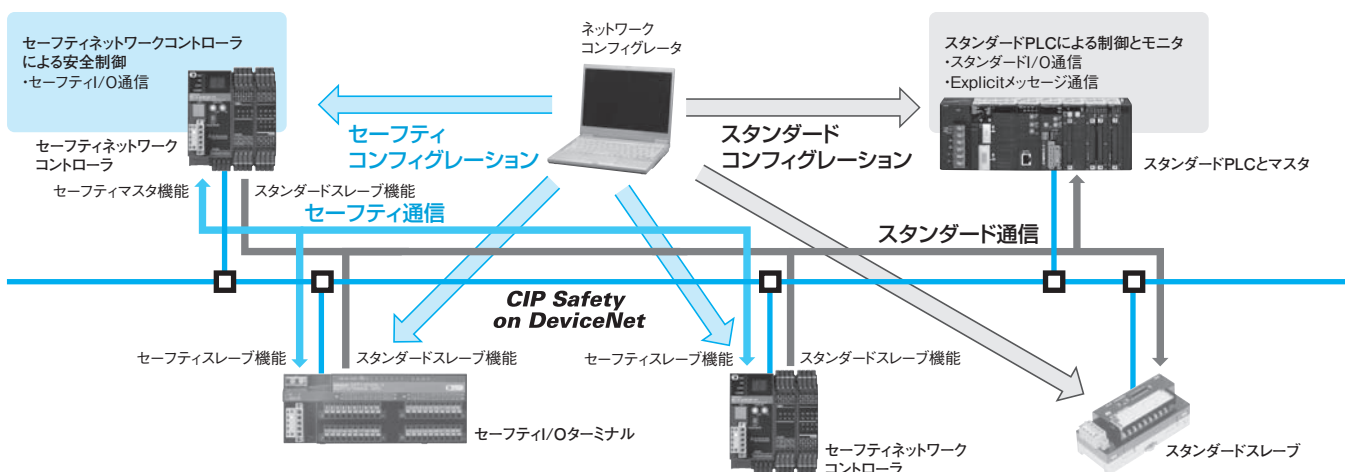 セーフティネットワークコントローラ
による安全制御
・セーフティI/O通信
セーフティネットワーク
コントローラ
セーフティマスタ機能
スタンダードスレーブ機能
ネットワーク
コンフィグレータ
セーフティ
コンフィグレーション
スタンダード
コンフィグレーション
スタンダードPLCによる制御とモニタ
・スタンダードI/O通信
・Explicitメッセージ通信
スタンダードPLCとマスタ
セーフティ通信
スタンダード通信
CIP Safety
on DeviceNet
セーフティスレーブ機能
スタンダードスレーブ機能
セーフティスレーブ機能
スタンダードスレーブ機能
セーフティI/Oターミナル
セーフティネットワーク
コントローラ
スタンダードスレーブ